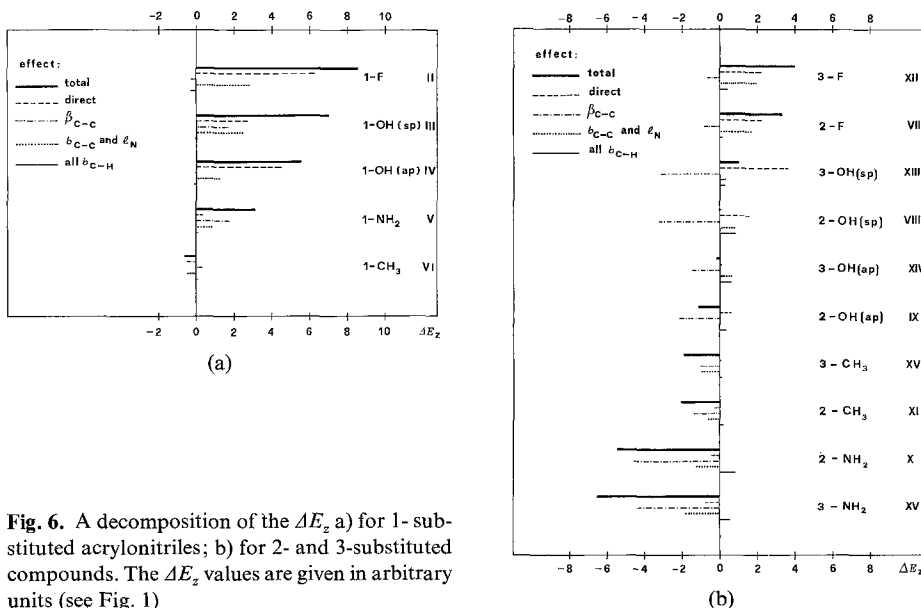 -2 0 2 4 6 8
effect:
total
direct
βC-C
bC-C and ℓN
all bC-H
1-F II
1-OH (sp) III
1-OH (ap) IV
1-NH2 V
1-CH3 VI
-2 0 2 4 6 8 ΔEz
(a)
-8 -6 -4 -2 0 2 4 6 8
effect:
total
direct
βC-C
bC-C and ℓN
all bC-H
3-F XII
2-F VII
3-OH(sp) XIII
2-OH(sp) VIII
3-OH(ap) XIV
2-OH(ap) IX
3-CH3 XV
2-CH3 XI
2-NH2 X
3-NH2 XV
-8 -6 -4 -2 0 2 4 6 8 ΔEz
(b)
Fig. 6. A decomposition of the ΔEz a) for 1- sub-
stituted acrylonitriles; b) for 2- and 3-substituted
compounds. The ΔEz values are given in arbitrary
units (see Fig. 1)